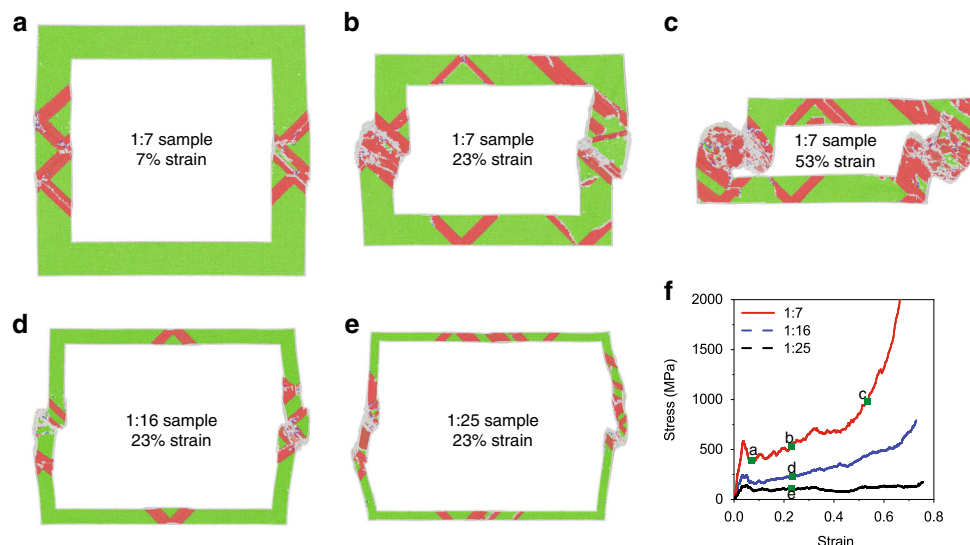 a
1:7 sample
7% strain
b
1:7 sample
23% strain
c
1:7 sample
53% strain
d
1:16 sample
23% strain
e
1:25 sample
23% strain
f
2000
1500
1000
500
0
Stress (MPa)
1:7
1:16
1:25
a
b
c
d
e
0.0 0.2 0.4 0.6 0.8
Strain